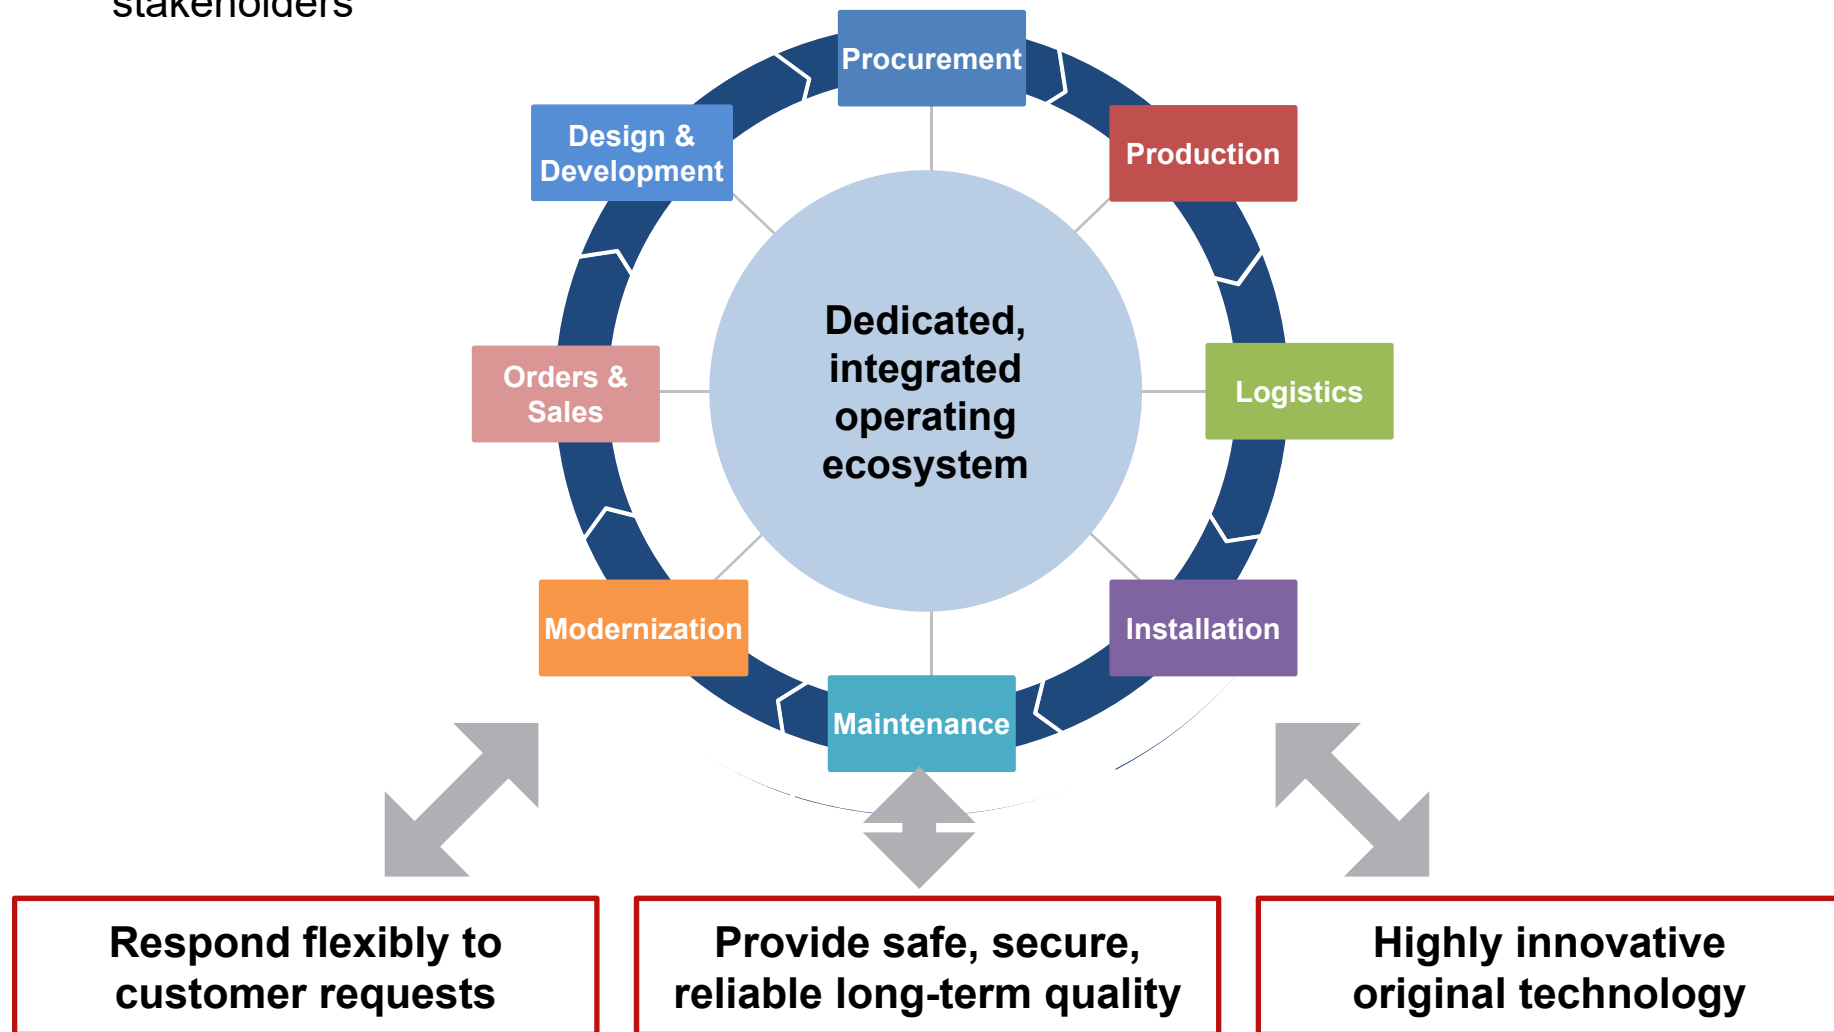 stakeholders
Procurement
Design &
Development
Production
Orders &
Sales
Dedicated,
integrated
operating
ecosystem
Logistics
Modernization
Installation
Maintenance
Respond flexibly to
customer requests
Provide safe, secure,
reliable long-term quality
Highly innovative
original technology